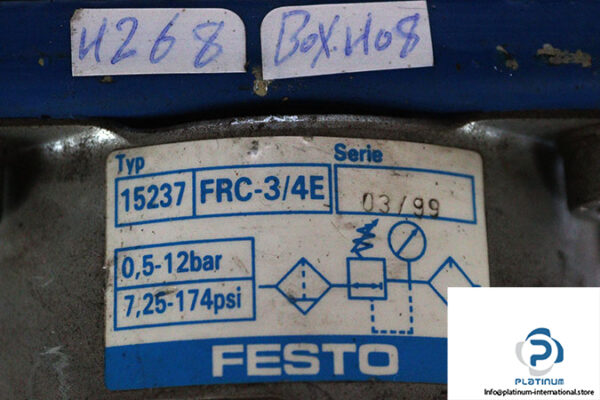 H268
BOX.H08
Typ
Serie
15237
FRC-3/4E
03/99
0,5-12bar
7,25-174psi
FESTO
PLATINUM
Info@platinum-international.store